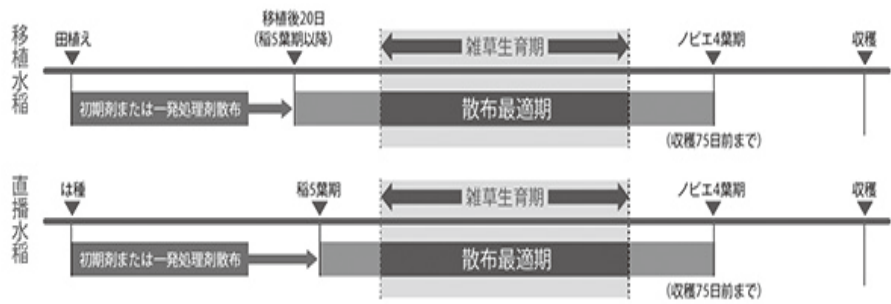 移植水稲
田植え
移植後20日
(稲5葉期以降)
雑草生育期
ノビエ4葉期
収穫
初期剤または一発処理剤散布
散布最適期
(収穫75日前まで)
直播水稲
は種
稲5葉期
雑草生育期
ノビエ4葉期
収穫
初期剤または一発処理剤散布
散布最適期
(収穫75日前まで)